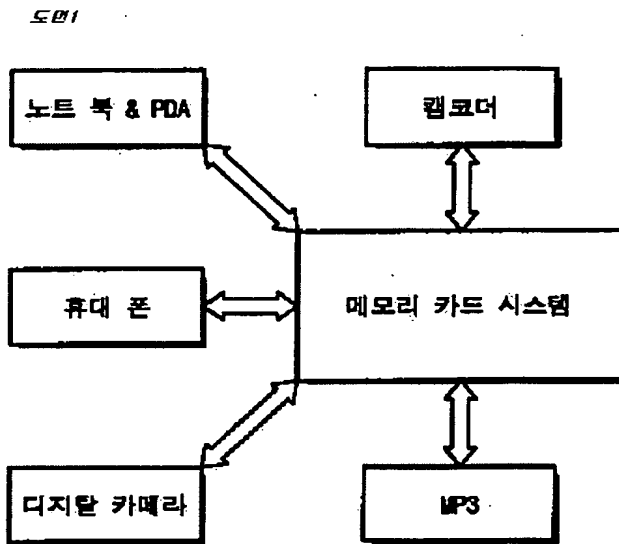 도면1
노트 북 & PDA
캠코더
휴대 폰
메모리 카드 시스템
디지탈 카메라
MP3